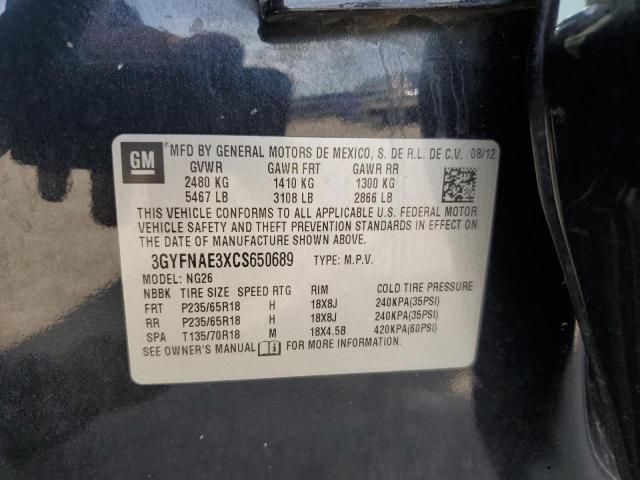 GM MFD BY GENERAL MOTORS DE MEXICO, S. DE R.L. DE C.V. 08/12
GVWR GAWR FRT GAWR RR
2480 KG 1410 KG 1300 KG
5467 LB 3108 LB 2866 LB
THIS VEHICLE CONFORMS TO ALL APPLICABLE U.S. FEDERAL MOTOR
VEHICLE SAFETY AND THEFT PREVENTION STANDARDS IN EFFECT ON
THE DATE OF MANUFACTURE SHOWN ABOVE.
3GYFNAE3XCS650689 TYPE: M.P.V.
MODEL: NG26
NBBK TIRE SIZE SPEED RTG RIM COLD TIRE PRESSURE
FRT P235/65R18 H 18X8J 240KPA(35PSI)
RR P235/65R18 H 18X8J 240KPA(35PSI)
SPA T135/70R18 M 18X4.5B 420KPA(60PSI)
SEE OWNER'S MANUAL FOR MORE INFORMATION.